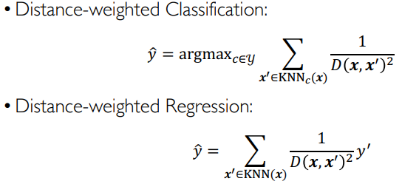 • Distance-weighted Classification:
ŷ = argmax_{c∈𝒴} ∑_{x'∈KNN_c(x)} 1 / D(x, x')²
• Distance-weighted Regression:
ŷ = ∑_{x'∈KNN(x)} 1 / D(x, x')² y'